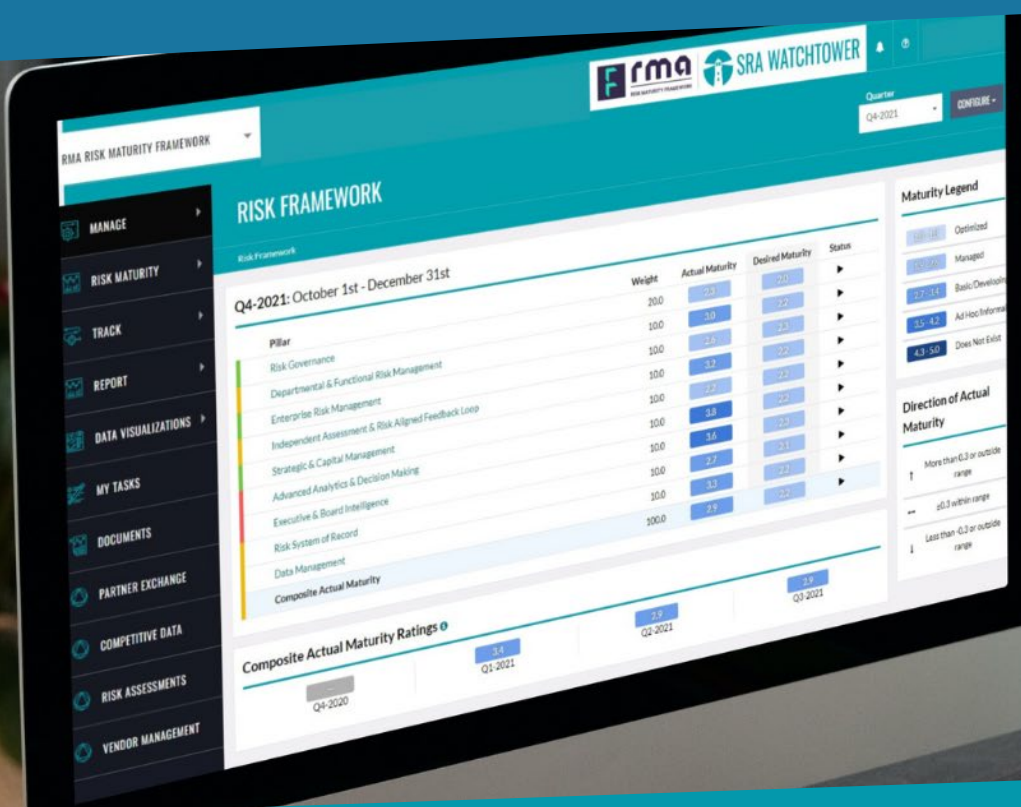 rma
RISK MATURITY FRAMEWORK
SRA WATCHTOWER
RMA RISK MATURITY FRAMEWORK
Quarter
Q4-2021
CONFIGURE
MANAGE
RISK MATURITY
TRACK
REPORT
DATA VISUALIZATIONS
MY TASKS
DOCUMENTS
PARTNER EXCHANGE
COMPETITIVE DATA
RISK ASSESSMENTS
VENDOR MANAGEMENT
RISK FRAMEWORK
Risk Framework
Q4-2021: October 1st - December 31st
Pillar Weight Actual Maturity Desired Maturity Status
Risk Governance 20.0 2.3 2.0
Departmental & Functional Risk Management 10.0 3.0 2.2
Enterprise Risk Management 10.0 2.6 2.3
Independent Assessment & Risk Aligned Feedback Loop 10.0 3.2 2.2
Strategic & Capital Management 10.0 2.2 2.2
Advanced Analytics & Decision Making 10.0 3.8 2.2
Executive & Board Intelligence 10.0 3.6 2.2
Risk System of Record 10.0 2.7 2.1
Data Management 10.0 3.3 2.2
Composite Actual Maturity 100.0 2.9 2.2
Composite Actual Maturity Ratings
--
Q4-2020
3.4
Q1-2021
2.9
Q2-2021
2.9
Q3-2021
Maturity Legend
Optimized
Managed
2.7 - 3.4 Basic/Developin
3.5 - 4.2 Ad Hoc/Informa
4.3 - 5.0 Does Not Exist
Direction of Actual
Maturity
↑ More than 0.3 or outside
range
↔ ±0.3 within range
↓ Less than -0.3 or outside
range